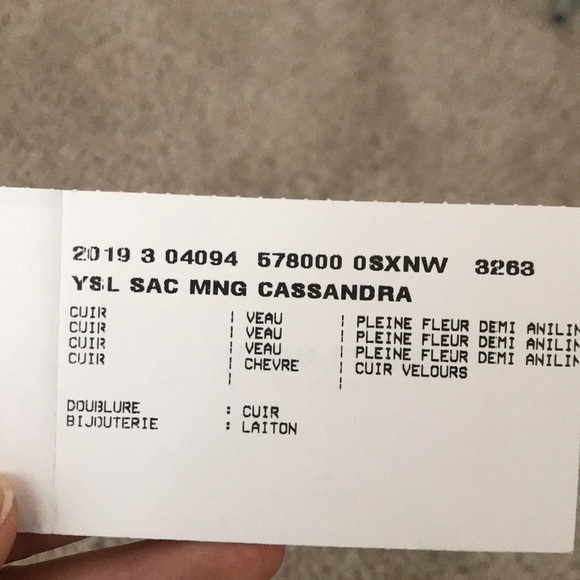 2019 3 04094 578000 0SXNW 3263
YSL SAC MNG CASSANDRA
CUIR | VEAU | PLEINE FLEUR DEMI ANILIN
CUIR | VEAU | PLEINE FLEUR DEMI ANILIN
CUIR | VEAU | PLEINE FLEUR DEMI ANILIN
CUIR | CHEVRE | CUIR VELOURS
DOUBLURE : CUIR
BIJOUTERIE : LAITON